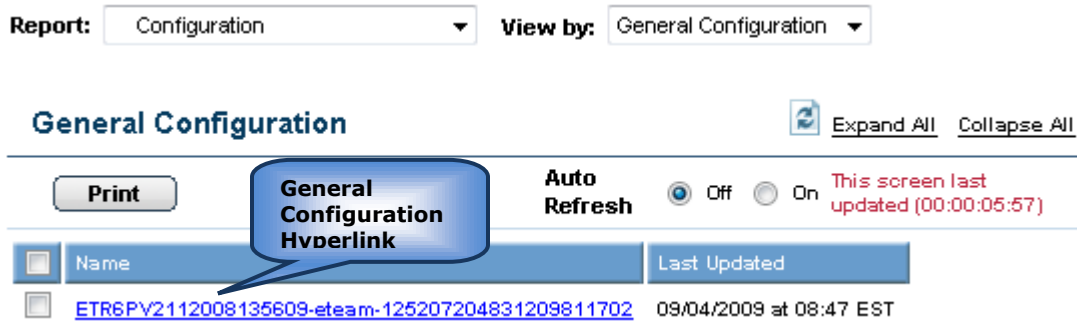 Report: Configuration View by: General Configuration
General Configuration Expand All Collapse All
Print
General
Configuration
Hyperlink
Auto
Refresh
Off On
This screen last
updated (00:00:05:57)
Name Last Updated
ETR6PV2112008135609-eteam-125207204831209811702 09/04/2009 at 08:47 EST